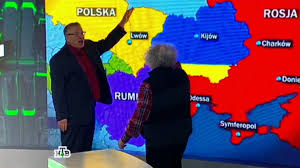 POLSKA
ROSJA
Lwów
Kijów
Charków
Donie
RUM
Odessa
Symferopol
НТВ